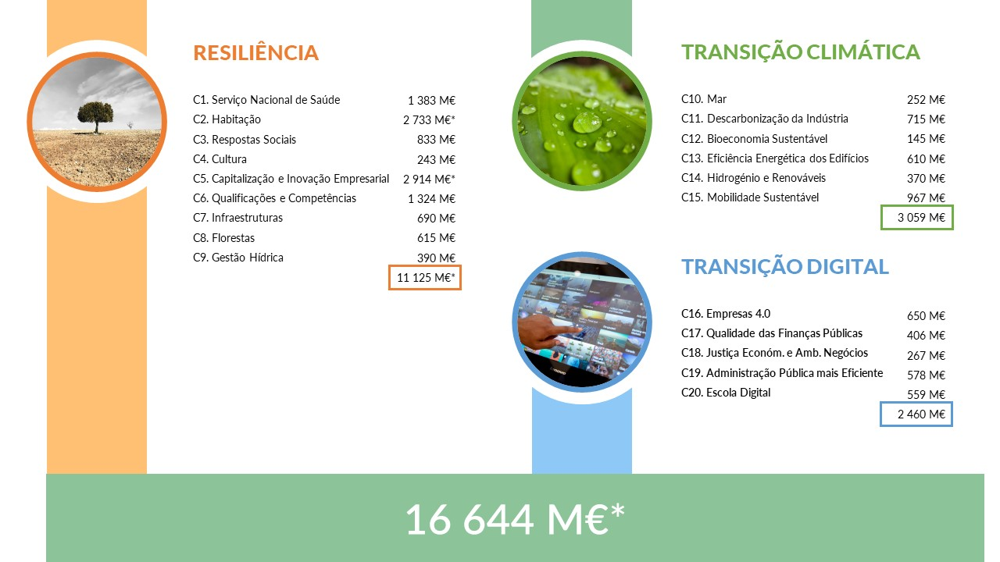 RESILIÊNCIA
C1. Serviço Nacional de Saúde 1 383 M€
C2. Habitação 2 733 M€*
C3. Respostas Sociais 833 M€
C4. Cultura 243 M€
C5. Capitalização e Inovação Empresarial 2 914 M€*
C6. Qualificações e Competências 1 324 M€
C7. Infraestruturas 690 M€
C8. Florestas 615 M€
C9. Gestão Hídrica 390 M€
11 125 M€*
TRANSIÇÃO CLIMÁTICA
C10. Mar 252 M€
C11. Descarbonização da Indústria 715 M€
C12. Bioeconomia Sustentável 145 M€
C13. Eficiência Energética dos Edifícios 610 M€
C14. Hidrogénio e Renováveis 370 M€
C15. Mobilidade Sustentável 967 M€
3 059 M€
TRANSIÇÃO DIGITAL
C16. Empresas 4.0 650 M€
C17. Qualidade das Finanças Públicas 406 M€
C18. Justiça Económ. e Amb. Negócios 267 M€
C19. Administração Pública mais Eficiente 578 M€
C20. Escola Digital 559 M€
2 460 M€
16 644 M€*